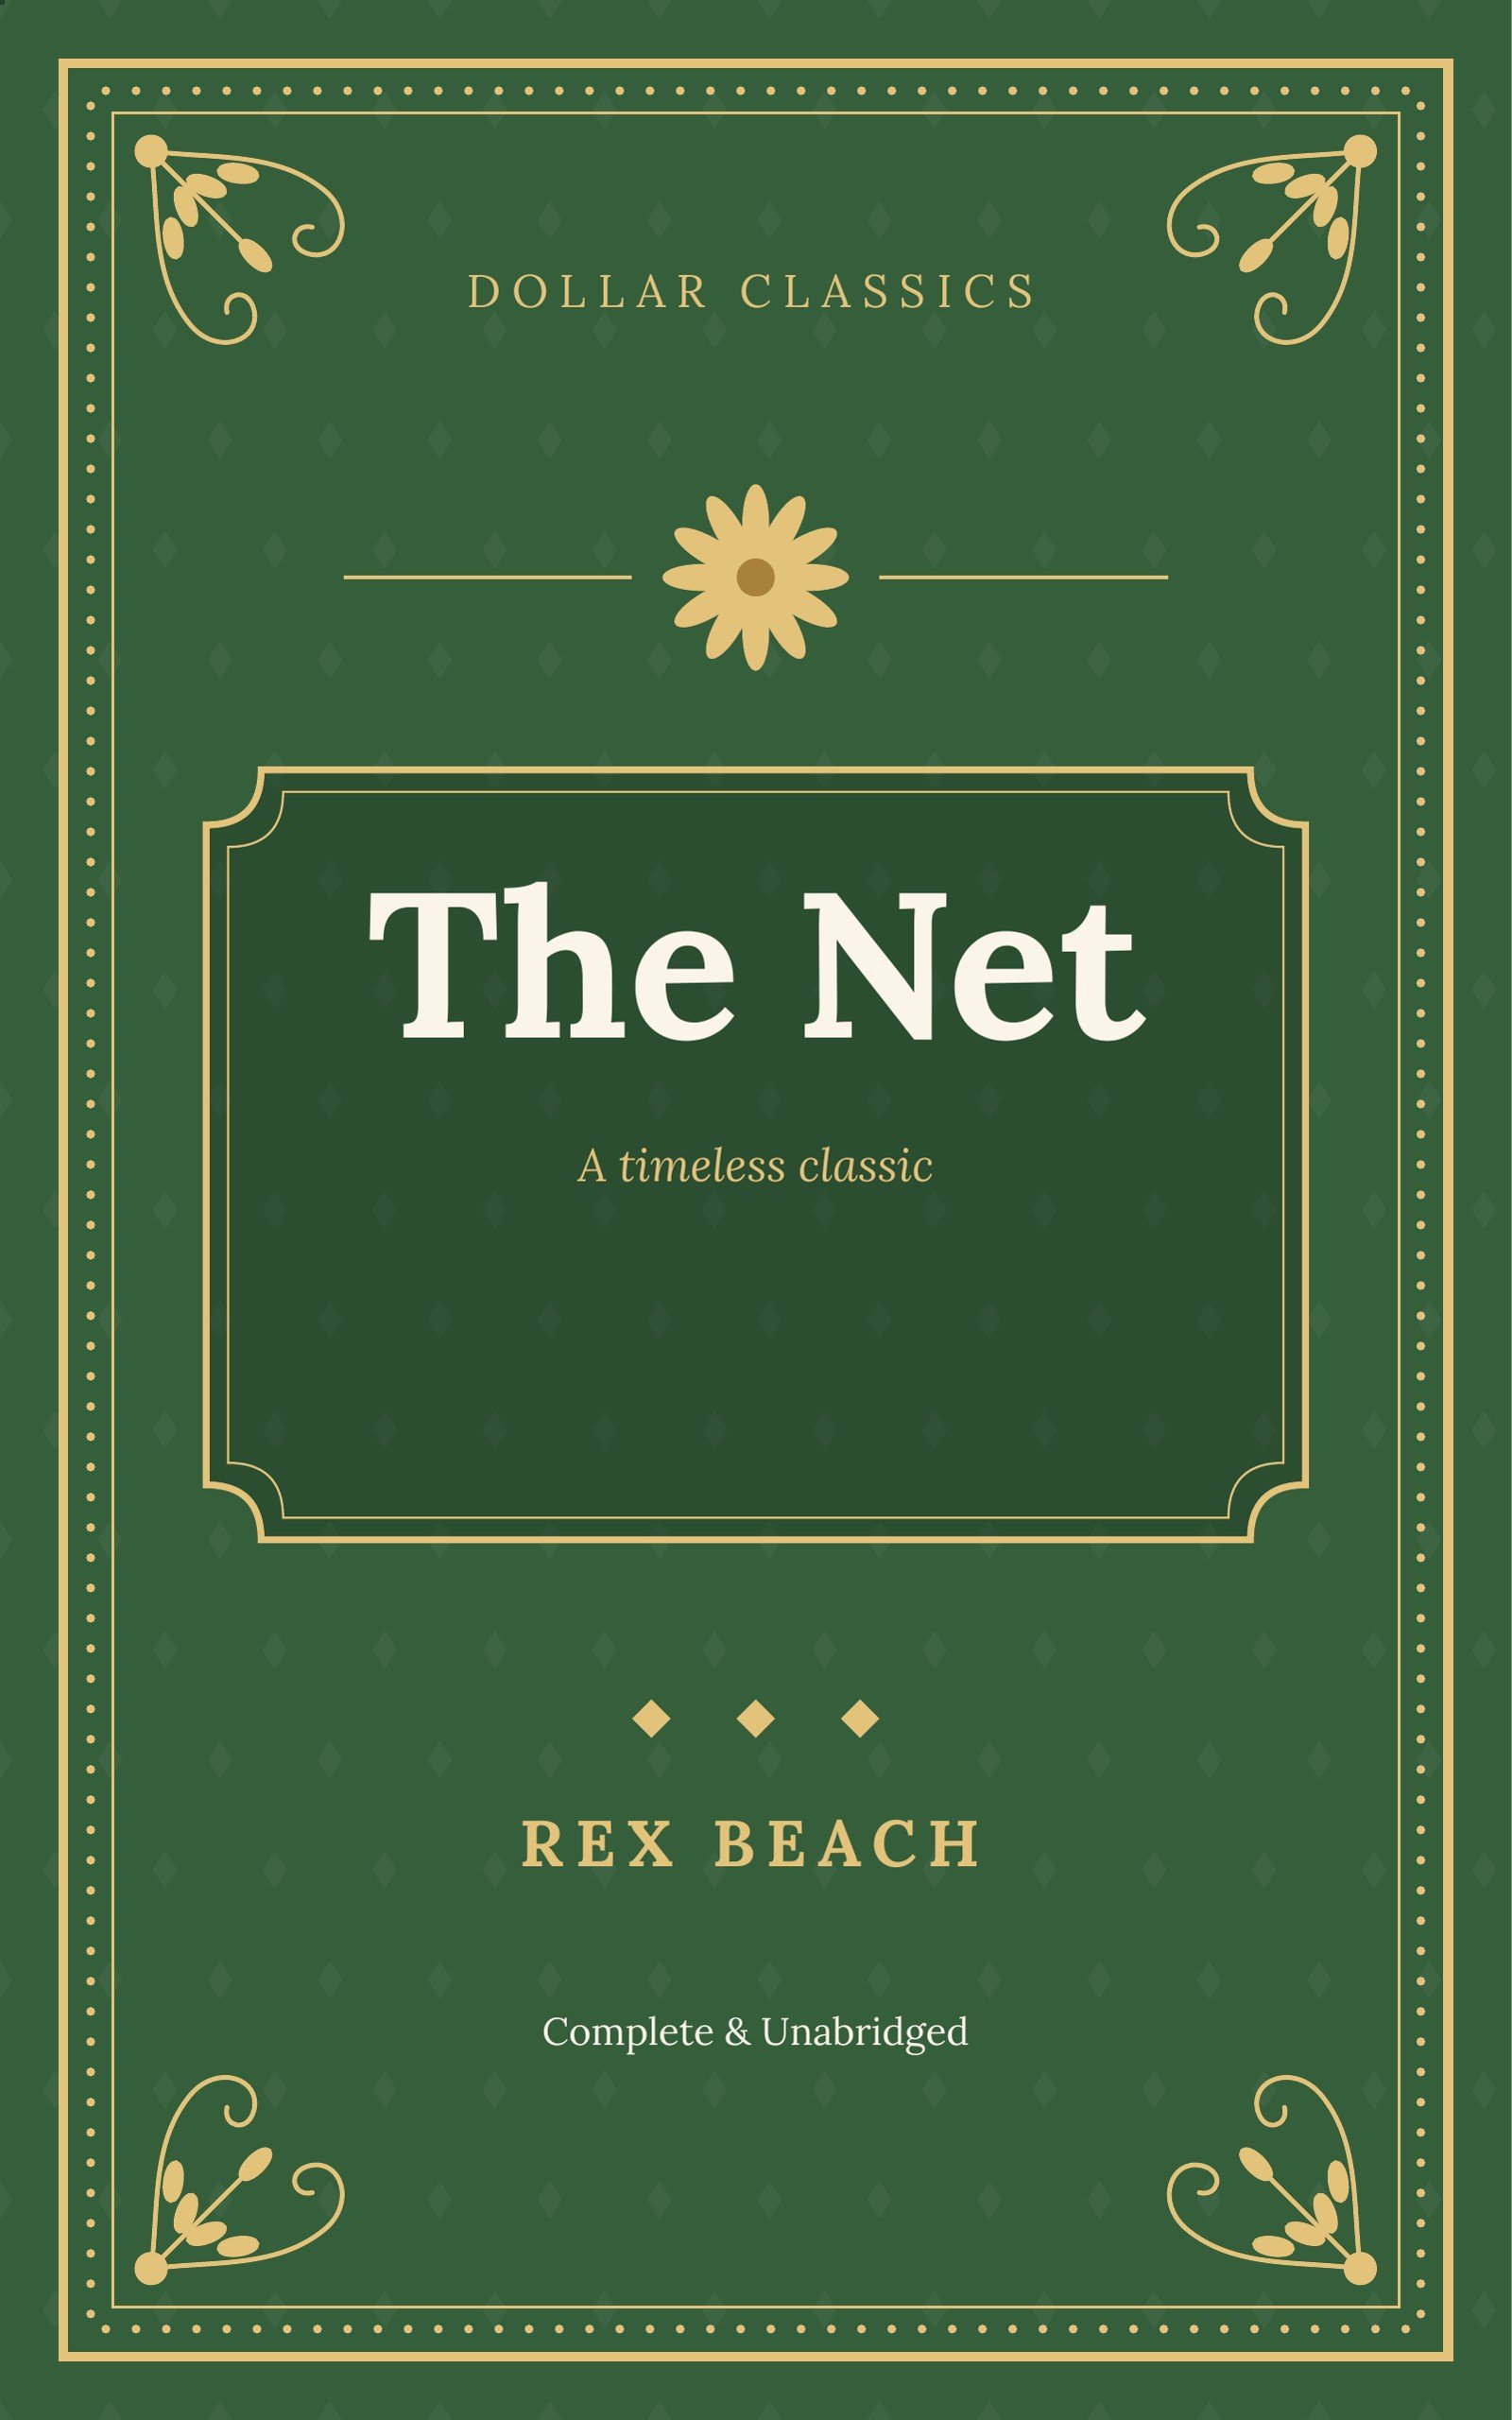 DOLLAR CLASSICS
The Net
A timeless classic
REX BEACH
Complete & Unabridged